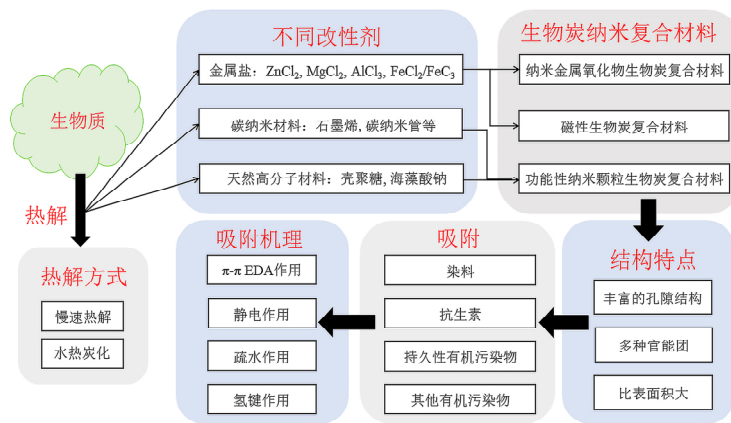 生物质
热解
热解方式
慢速热解
水热炭化
不同改性剂
金属盐：ZnCl₂, MgCl₂, AlCl₃, FeCl₂/FeC₃
碳纳米材料：石墨烯, 碳纳米管等
天然高分子材料：壳聚糖, 海藻酸钠
生物炭纳米复合材料
纳米金属氧化物生物炭复合材料
磁性生物炭复合材料
功能性纳米颗粒生物炭复合材料
结构特点
丰富的孔隙结构
多种官能团
比表面积大
吸附
染料
抗生素
持久性有机污染物
其他有机污染物
吸附机理
π-π EDA作用
静电作用
疏水作用
氢键作用